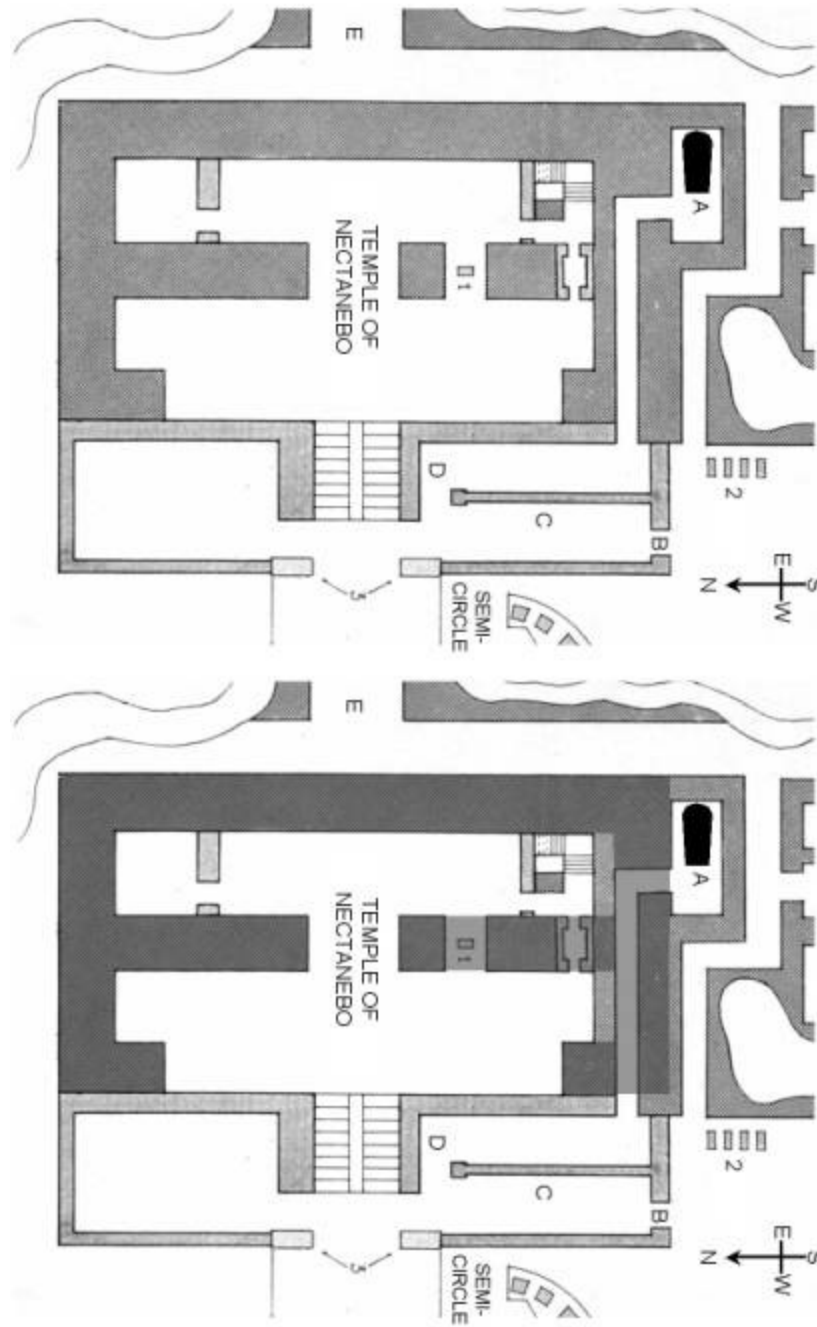 E
A
TEMPLE OF
NECTANEBO
1
D
2
C
B
E
N S
W
3
SEMI-
CIRCLE
E
A
TEMPLE OF
NECTANEBO
1
D
2
C
B
E
N S
W
3
SEMI-
CIRCLE